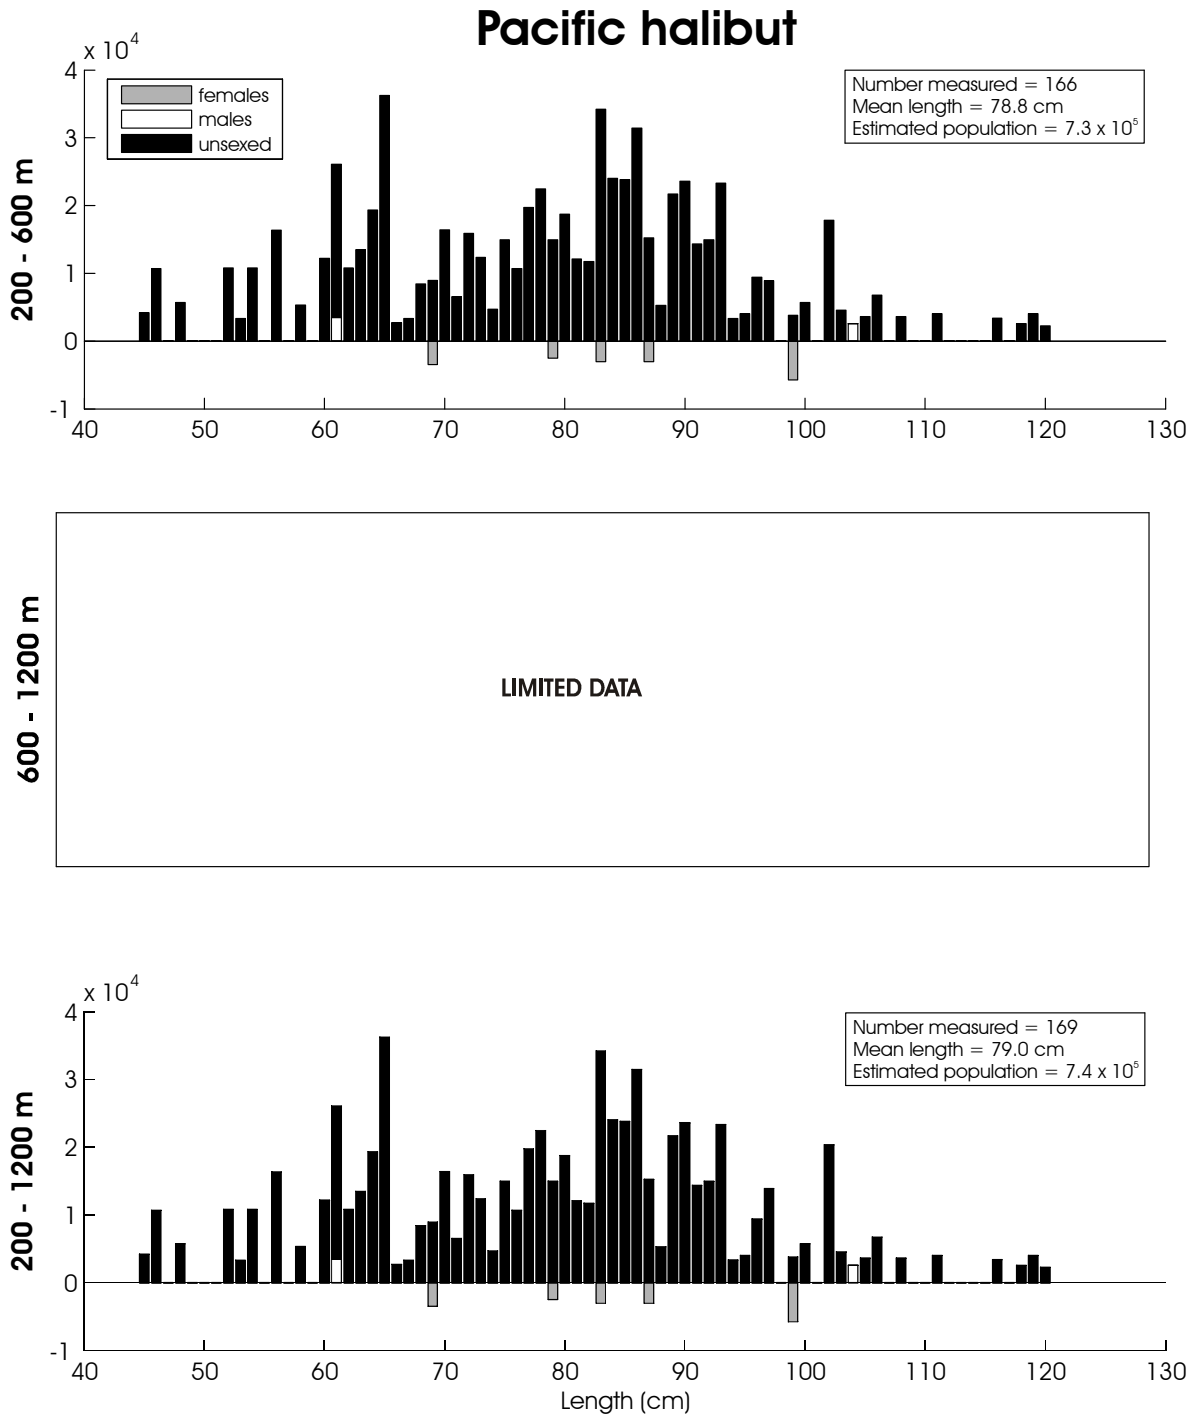 Pacific halibut
x 10^4
4
3
2
1
0
-1
200 - 600 m
females
males
unsexed
Number measured = 166
Mean length = 78.8 cm
Estimated population = 7.3 x 10^5
40 50 60 70 80 90 100 110 120 130
600 - 1200 m
LIMITED DATA
x 10^4
4
3
2
1
0
-1
200 - 1200 m
Number measured = 169
Mean length = 79.0 cm
Estimated population = 7.4 x 10^5
40 50 60 70 80 90 100 110 120 130
Length (cm)